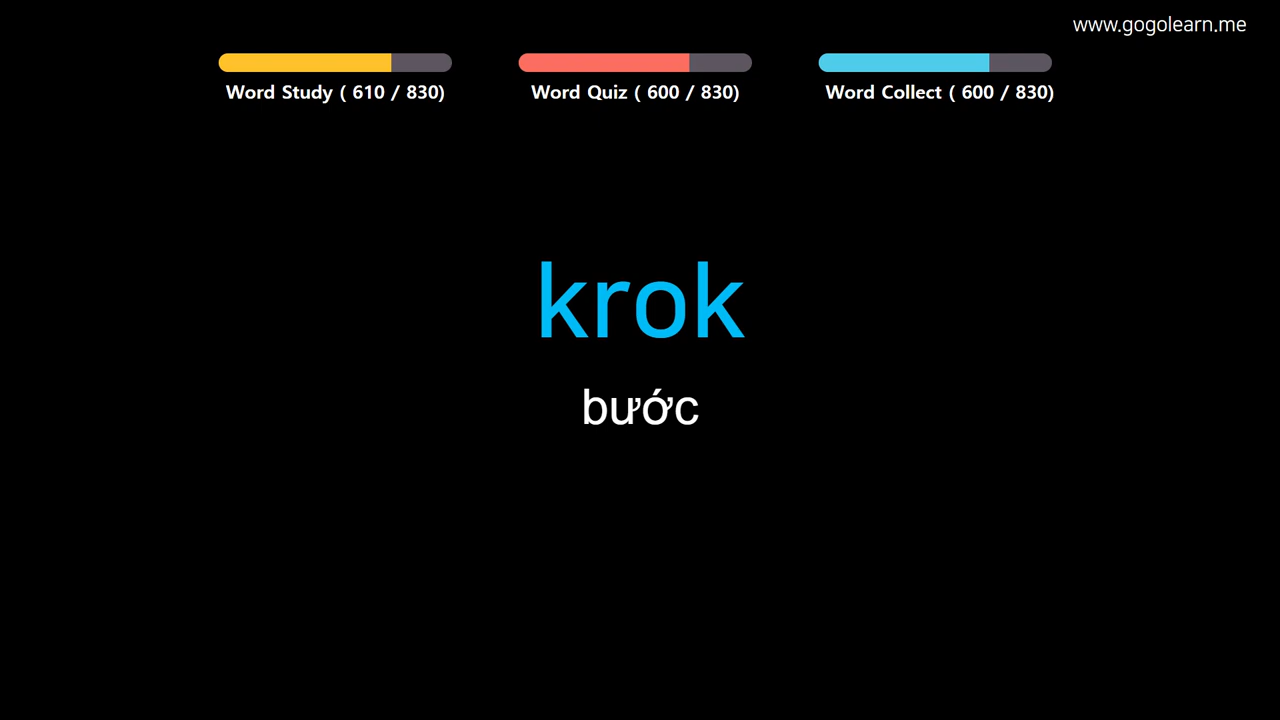 www.gogolearn.me
Word Study ( 610 / 830)
Word Quiz ( 600 / 830)
Word Collect ( 600 / 830)
krok
bước